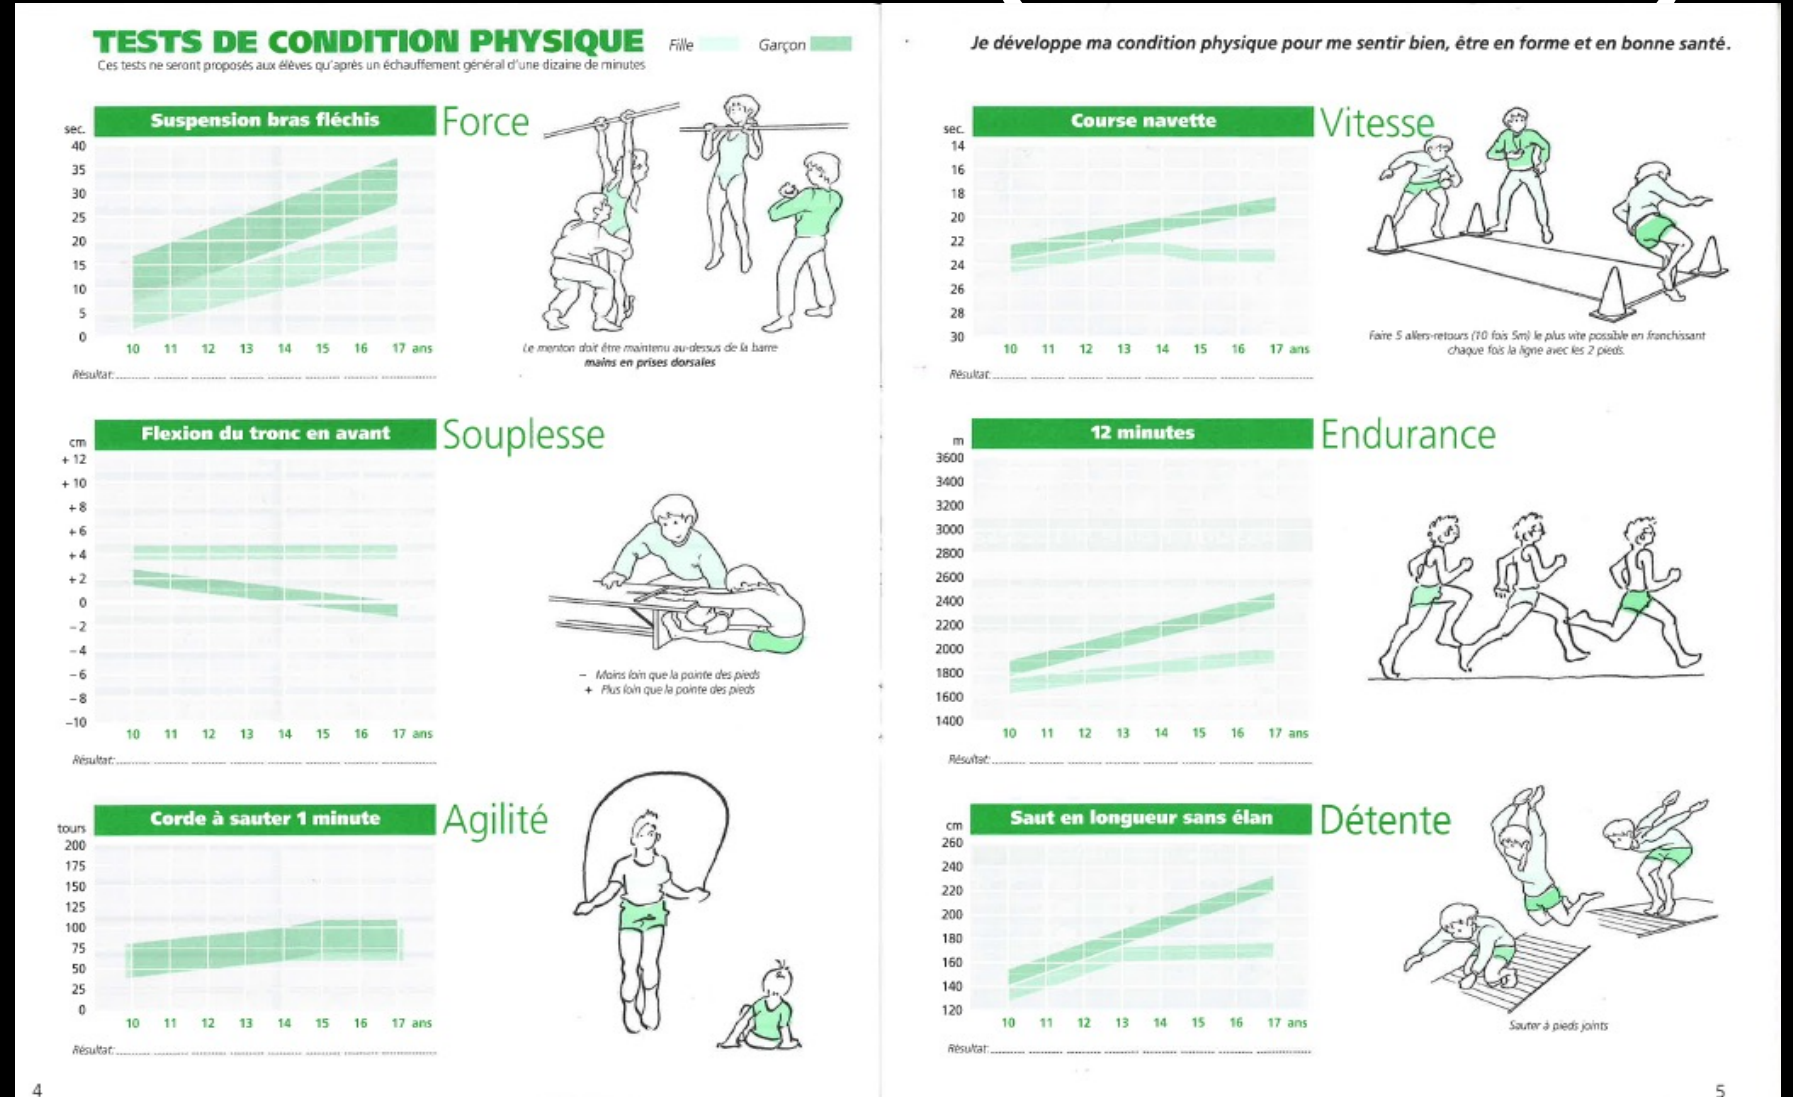 TESTS DE CONDITION PHYSIQUE
Fille
Garçon
Ces tests ne seront proposés aux élèves qu'après un échauffement général d'une dizaine de minutes
Suspension bras fléchis
Force
sec.
40
35
30
25
20
15
10
5
0
10 11 12 13 14 15 16 17 ans
Résultat:
Le menton doit être maintenu au-dessus de la barre
mains en prises dorsales
Flexion du tronc en avant
Souplesse
cm
+ 12
+ 10
+ 8
+ 6
+ 4
+ 2
0
– 2
– 4
– 6
– 8
–10
10 11 12 13 14 15 16 17 ans
Résultat:
– Moins loin que la pointe des pieds
+ Plus loin que la pointe des pieds
Corde à sauter 1 minute
Agilité
tours
200
175
150
125
100
75
50
25
0
10 11 12 13 14 15 16 17 ans
Résultat:
4
Je développe ma condition physique pour me sentir bien, être en forme et en bonne santé.
Course navette
Vitesse
sec.
14
16
18
20
22
24
26
28
30
10 11 12 13 14 15 16 17 ans
Résultat:
Faire 5 allers-retours (10 fois 5m) le plus vite possible en franchissant
chaque fois la ligne avec les 2 pieds.
12 minutes
Endurance
m
3600
3400
3200
3000
2800
2600
2400
2200
2000
1800
1600
1400
10 11 12 13 14 15 16 17 ans
Résultat:
Saut en longueur sans élan
Détente
cm
260
240
220
200
180
160
140
120
10 11 12 13 14 15 16 17 ans
Résultat:
Sauter à pieds joints
5